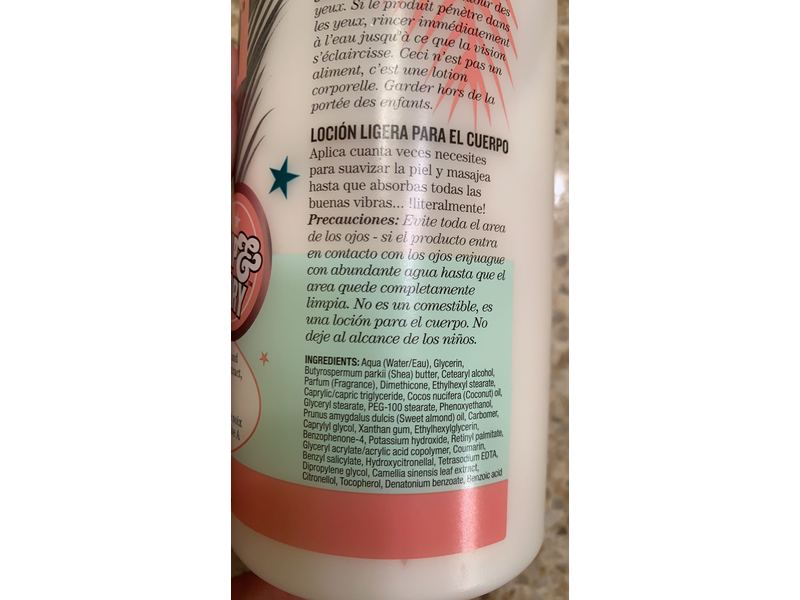 yeux. Si le produit pénètre dans
les yeux, rincer immédiatement
à l'eau jusqu'à ce que la vision
s'éclaircisse. Ceci n'est pas un
aliment, c'est une lotion
corporelle. Garder hors de la
portée des enfants.
LOCIÓN LIGERA PARA EL CUERPO
Aplica cuanta veces necesites
para suavizar la piel y masajea
hasta que absorbas todas las
buenas vibras... !literalmente!
Precauciones: Evite toda el area
de los ojos - si el producto entra
en contacto con los ojos enjuague
con abundante agua hasta que el
area quede completamente
limpia. No es un comestible, es
una loción para el cuerpo. No
deje al alcance de los niños.
INGREDIENTS: Aqua (Water/Eau), Glycerin,
Butyrospermum parkii (Shea) butter, Cetearyl alcohol,
Parfum (Fragrance), Dimethicone, Ethylhexyl stearate,
Caprylic/capric triglyceride, Cocos nucifera (Coconut) oil,
Glyceryl stearate, PEG-100 stearate, Phenoxyethanol,
Prunus amygdalus dulcis (Sweet almond) oil, Carbomer,
Caprylyl glycol, Xanthan gum, Ethylhexylglycerin,
Benzophenone-4, Potassium hydroxide, Retinyl palmitate,
Glyceryl acrylate/acrylic acid copolymer, Coumarin,
Benzyl salicylate, Hydroxycitronellal, Tetrasodium EDTA,
Dipropylene glycol, Camellia sinensis leaf extract,
Citronellol, Tocopherol, Denatonium benzoate, Benzoic acid